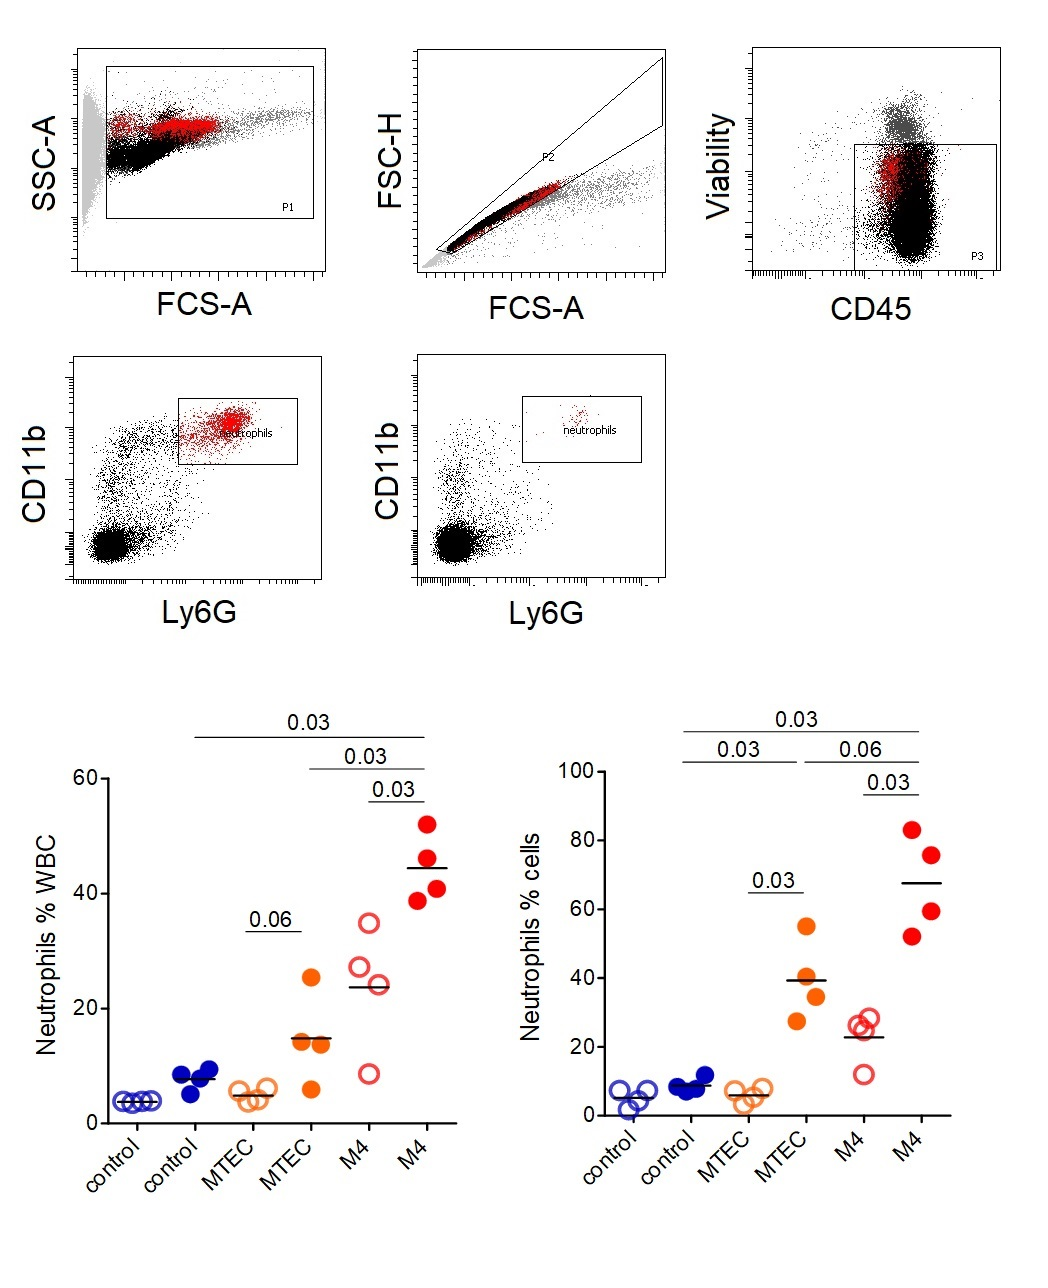 SSC-A
P1
FCS-A
FSC-H
P2
FCS-A
Viability
P3
CD45
CD11b
neutrophils
Ly6G
CD11b
neutrophils
Ly6G
Neutrophils % WBC
60
40
20
0
0.03
0.03
0.03
0.06
control
control
MTEC
MTEC
M4
M4
Neutrophils % cells
100
80
60
40
20
0
0.03
0.03
0.06
0.03
0.03
control
control
MTEC
MTEC
M4
M4